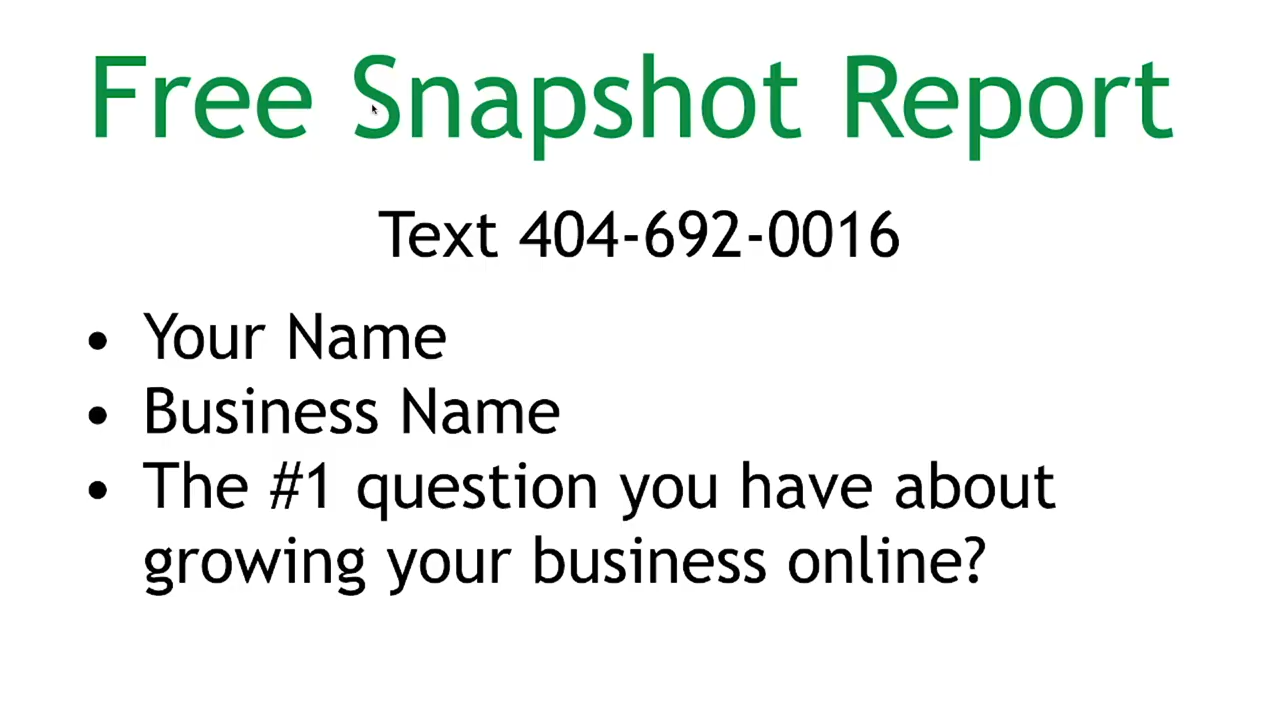 Free Snapshot Report
Text 404-692-0016
• Your Name
• Business Name
• The #1 question you have about
growing your business online?